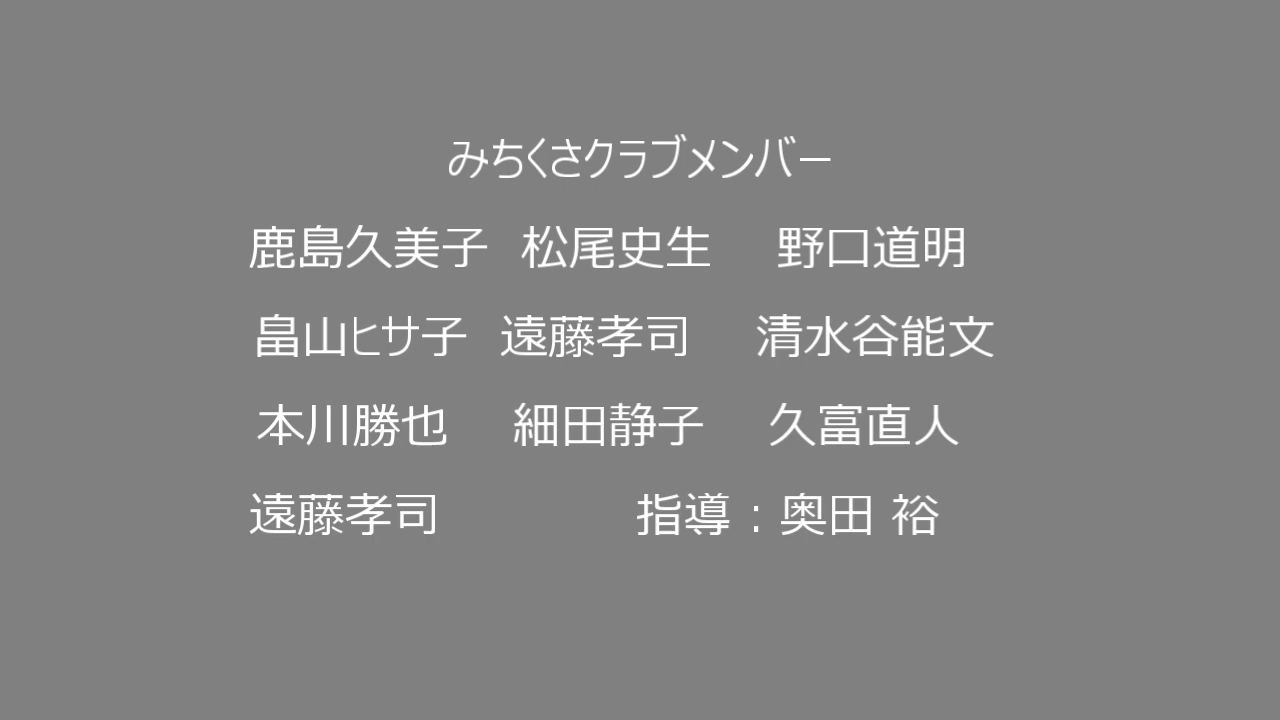 みちくさクラブメンバー
鹿島久美子 松尾史生 野口道明
畠山ヒサ子 遠藤孝司 清水谷能文
本川勝也 細田静子 久富直人
遠藤孝司 指導：奥田 裕